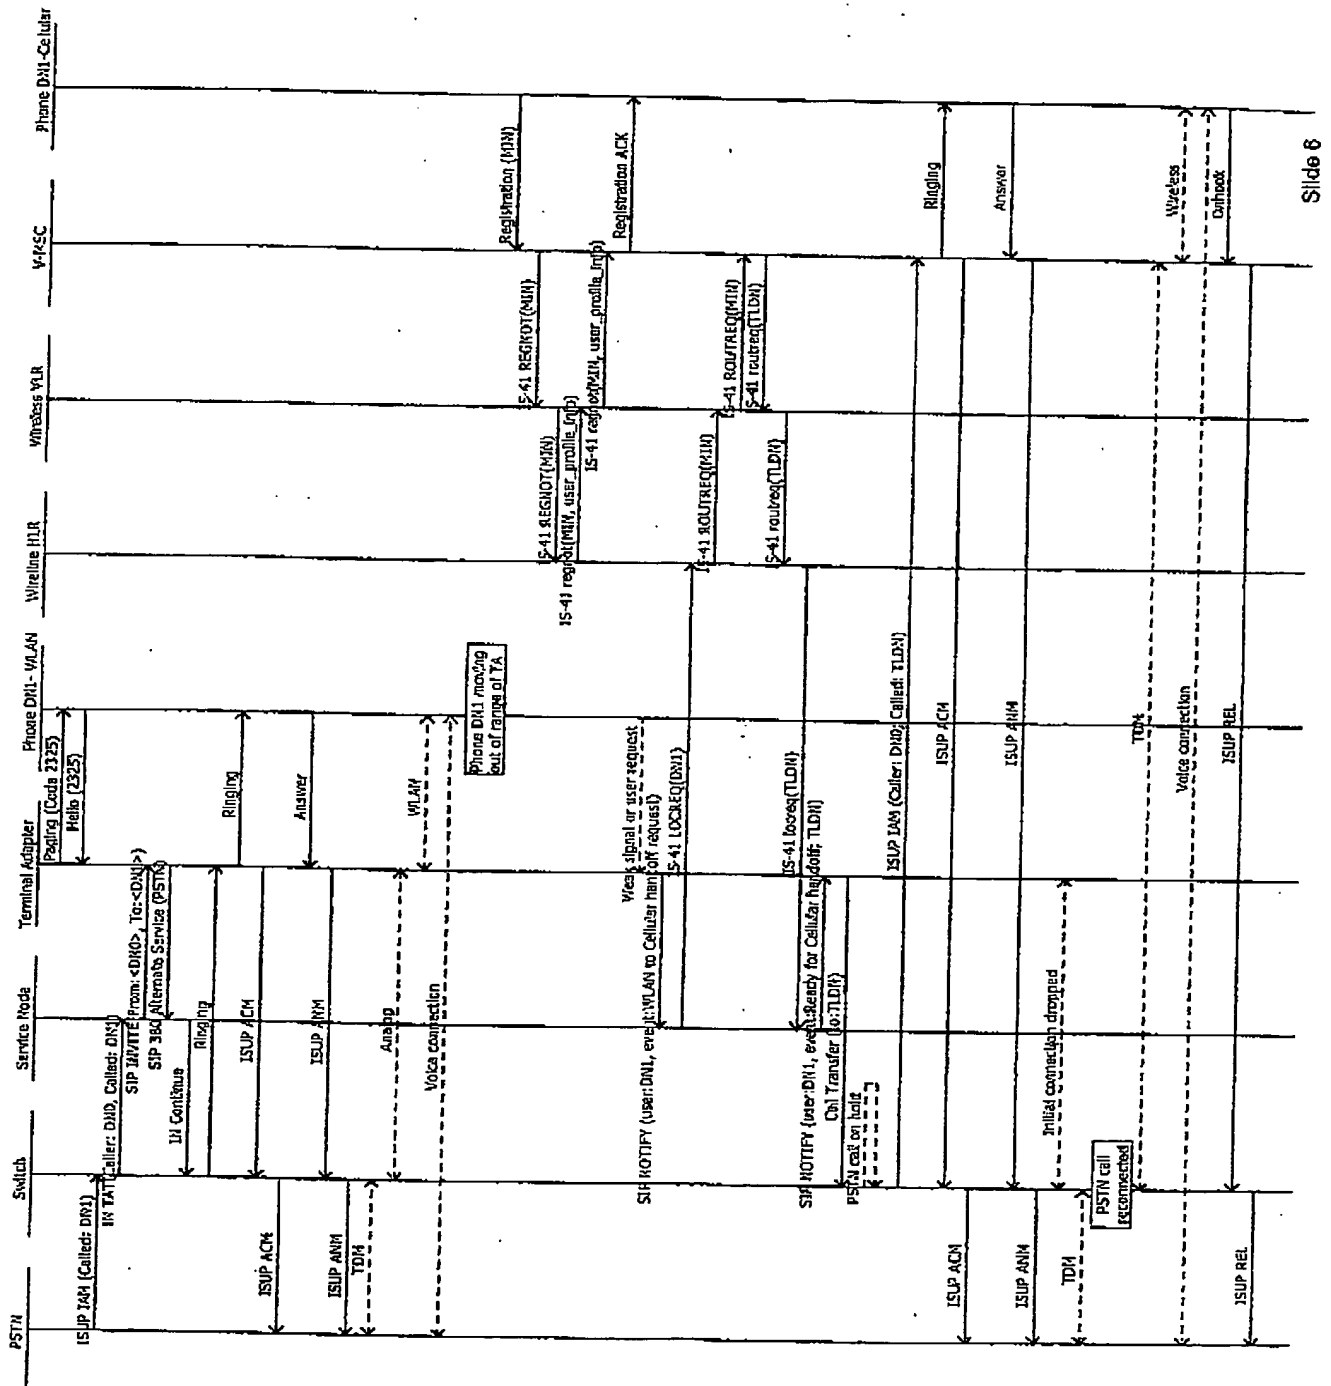 PSTN
Switch
Service Node
Terminal Adapter
Phone DN1- WLAN
Wireline HLR
Wireless VLR
V-MSC
Phone DN1-Cellular
Paging (Code 2325)
Hello (2325)
ISUP IAM (Called: DN1)
IN TAT(Caller: DN0, Called: DN1)
SIP INVITE From:<DN0>, To:<DN1>)
SIP 380 Alternate Service (PSTN)
IN Continue
Ringing
Ringing
ISUP ACM
ISUP ACM
Answer
ISUP ANM
ISUP ANM
TDM
Analog
WLAN
Voice connection
Phone DN1 moving
out of range of TA
Registration (MIN)
IS-41 REGNOT(MIN)
IS-41 REGNOT(MIN)
IS-41 regnot(MIN, user_profile_info)
IS-41 regnot(MIN, user_profile_info)
Registration ACK
Weak signal or user request
SIP NOTIFY (user:DN1, event:WLAN to Cellular handoff request)
IS-41 LOCREQ(DN1)
IS-41 ROUTREQ(MIN)
IS-41 ROUTREQ(MIN)
IS-41 routreq(TLDN)
IS-41 routreq(TLDN)
IS-41 locreq(TLDN)
SIP NOTIFY (user:DN1, event:Ready for Cellular handoff; TLDN)
Call Transfer (to:TLDN)
PSTN call on hold
ISUP IAM (Caller: DN0; Called: TLDN)
Ringing
ISUP ACM
ISUP ACM
Answer
ISUP ANM
ISUP ANM
Initial connection dropped
TDM
PSTN call
reconnected
TDM
Wireless
Voice connection
Onhook
ISUP REL
ISUP REL
Slide 6